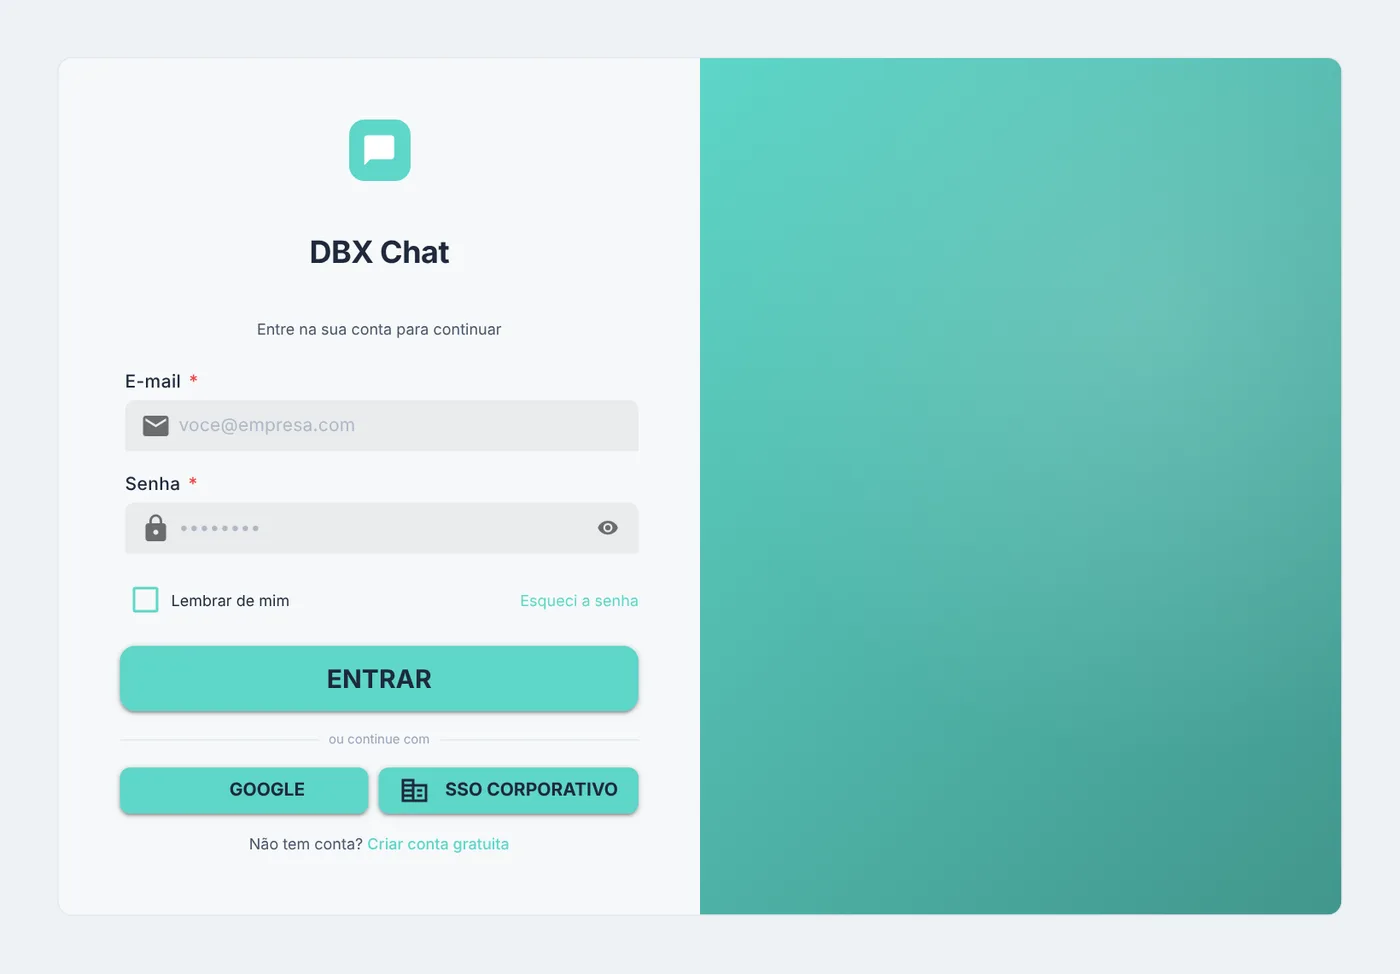 DBX Chat
Entre na sua conta para continuar
E-mail *
voce@empresa.com
Senha *
••••••••
Lembrar de mim
Esqueci a senha
ENTRAR
ou continue com
GOOGLE
SSO CORPORATIVO
Não tem conta? Criar conta gratuita